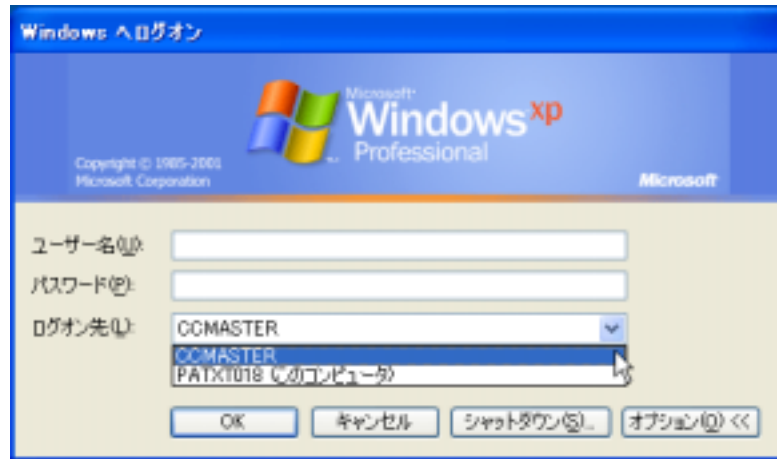 Windows へログオン
Microsoft
Windows xp
Professional
Copyright © 1985-2001
Microsoft Corporation
Microsoft
ユーザー名(U):
パスワード(P):
ログオン先(L):
CCMASTER
CCMASTER
PATXT018 (このコンピュータ)
OK
キャンセル
シャットダウン(S)...
オプション(O) <<